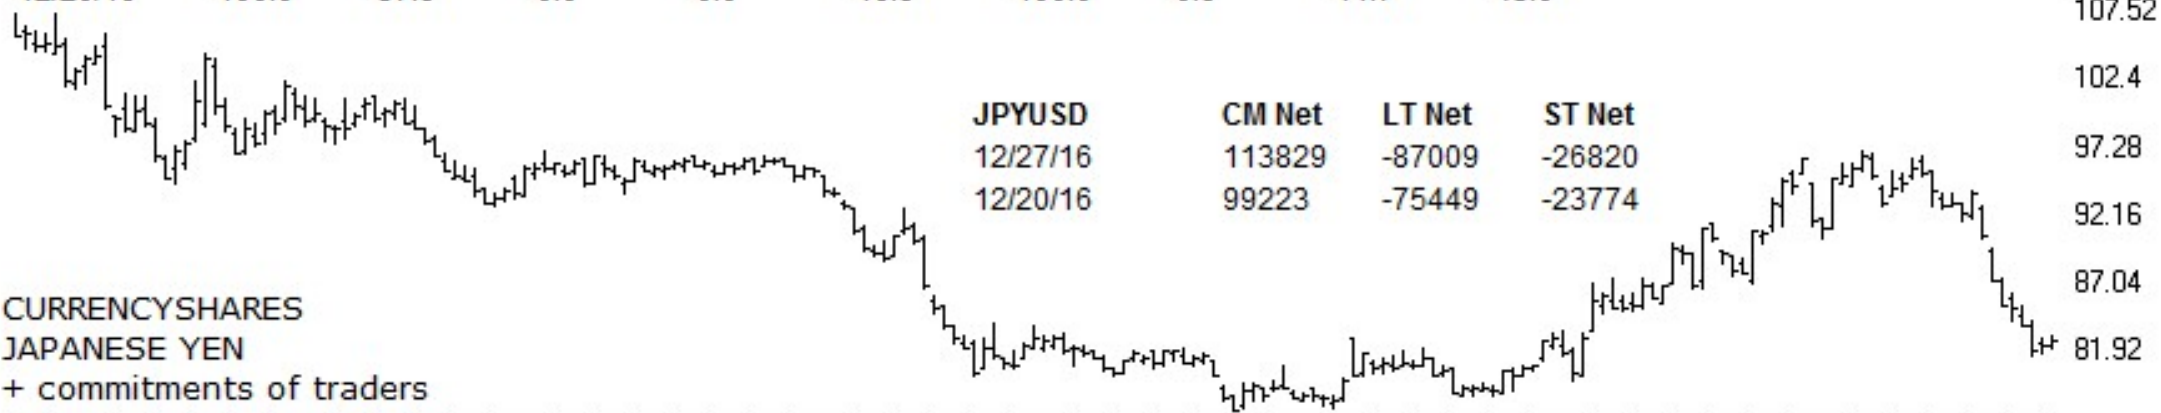 107.52
102.4
JPYUSD CM Net LT Net ST Net
12/27/16 113829 -87009 -26820
97.28
12/20/16 99223 -75449 -23774
92.16
87.04
CURRENCYSHARES
JAPANESE YEN
81.92
+ commitments of traders